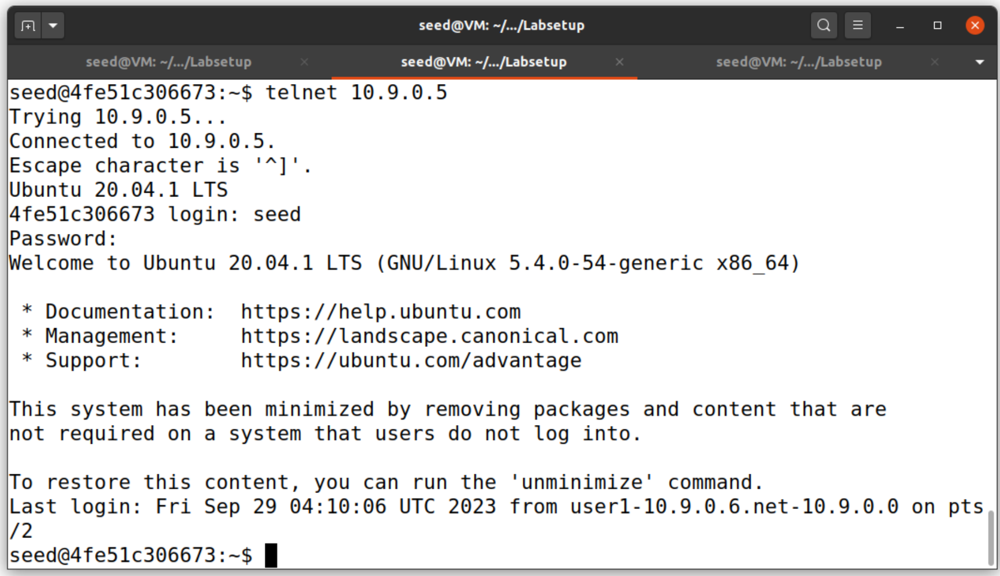 seed@VM: ~/.../Labsetup
seed@VM: ~/.../Labsetup
seed@VM: ~/.../Labsetup
seed@VM: ~/.../Labsetup
seed@4fe51c306673:~$ telnet 10.9.0.5
Trying 10.9.0.5...
Connected to 10.9.0.5.
Escape character is '^]'.
Ubuntu 20.04.1 LTS
4fe51c306673 login: seed
Password:
Welcome to Ubuntu 20.04.1 LTS (GNU/Linux 5.4.0-54-generic x86_64)
 * Documentation:  https://help.ubuntu.com
 * Management:     https://landscape.canonical.com
 * Support:        https://ubuntu.com/advantage
This system has been minimized by removing packages and content that are
not required on a system that users do not log into.
To restore this content, you can run the 'unminimize' command.
Last login: Fri Sep 29 04:10:06 UTC 2023 from user1-10.9.0.6.net-10.9.0.0 on pts
/2
seed@4fe51c306673:~$